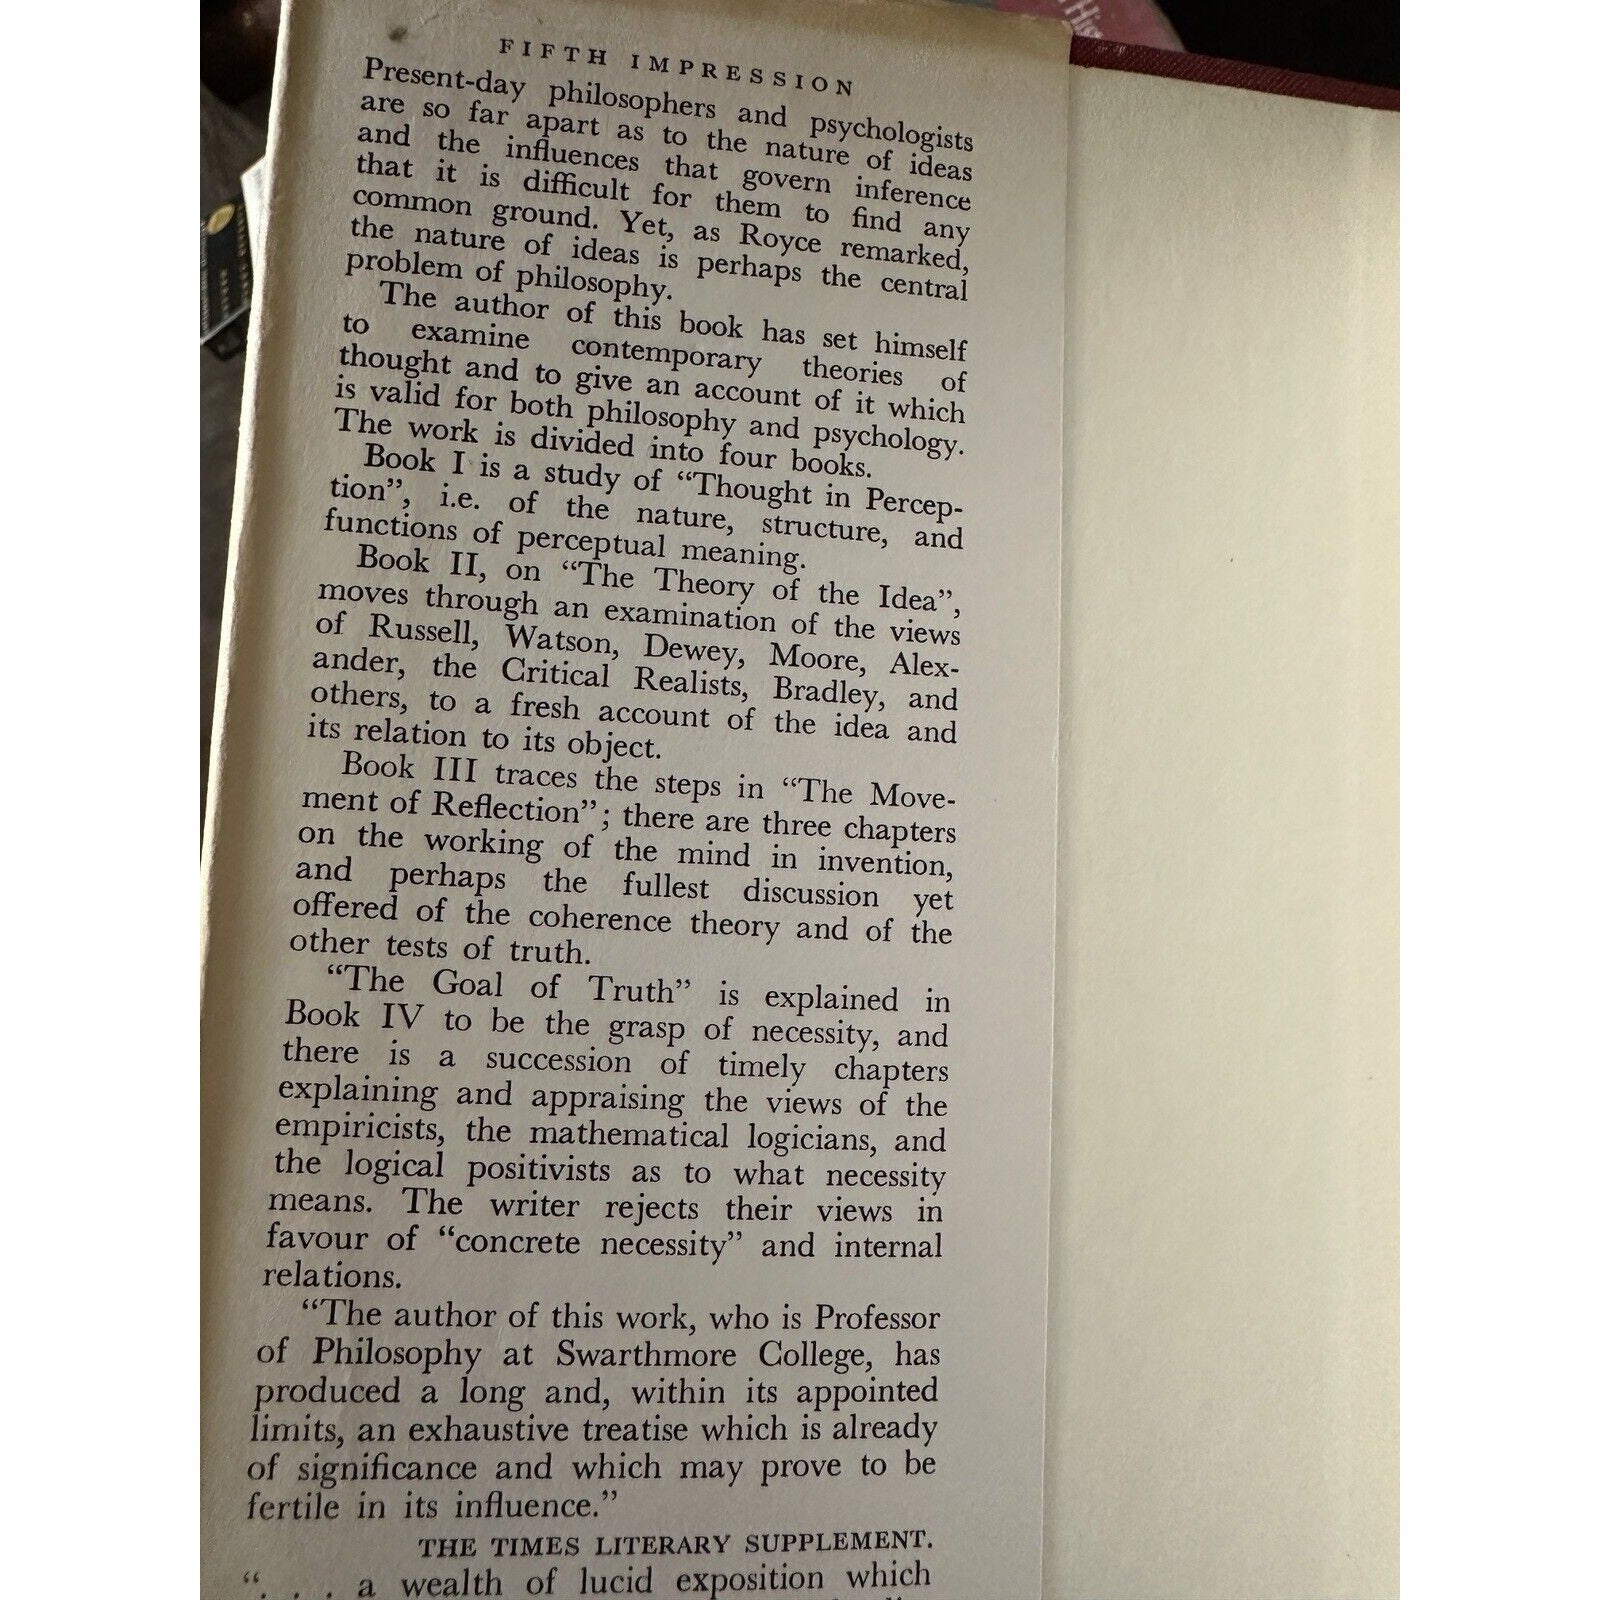 FIFTH IMPRESSION
Present-day philosophers and psychologists
are so far apart as to the nature of ideas
and the influences that govern inference
that it is difficult for them to find any
common ground. Yet, as Royce remarked,
the nature of ideas is perhaps the central
problem of philosophy.
The author of this book has set himself
to examine contemporary theories of
thought and to give an account of it which
is valid for both philosophy and psychology.
The work is divided into four books.
Book I is a study of “Thought in Percep-
tion”, i.e. of the nature, structure, and
functions of perceptual meaning.
Book II, on “The Theory of the Idea”,
moves through an examination of the views
of Russell, Watson, Dewey, Moore, Alex-
ander, the Critical Realists, Bradley, and
others, to a fresh account of the idea and
its relation to its object.
Book III traces the steps in “The Move-
ment of Reflection”; there are three chapters
on the working of the mind in invention,
and perhaps the fullest discussion yet
offered of the coherence theory and of the
other tests of truth.
“The Goal of Truth” is explained in
Book IV to be the grasp of necessity, and
there is a succession of timely chapters
explaining and appraising the views of the
empiricists, the mathematical logicians, and
the logical positivists as to what necessity
means. The writer rejects their views in
favour of “concrete necessity” and internal
relations.
“The author of this work, who is Professor
of Philosophy at Swarthmore College, has
produced a long and, within its appointed
limits, an exhaustive treatise which is already
of significance and which may prove to be
fertile in its influence.”
THE TIMES LITERARY SUPPLEMENT.
“. . . a wealth of lucid exposition which